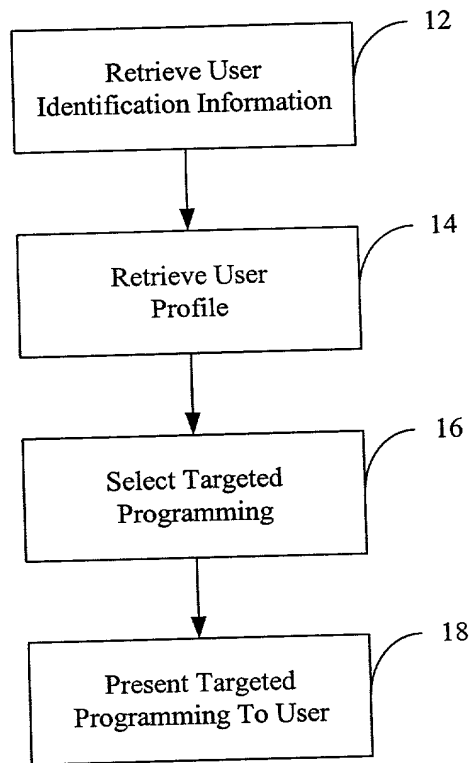 12
Retrieve User
Identification Information
14
Retrieve User
Profile
16
Select Targeted
Programming
18
Present Targeted
Programming To User